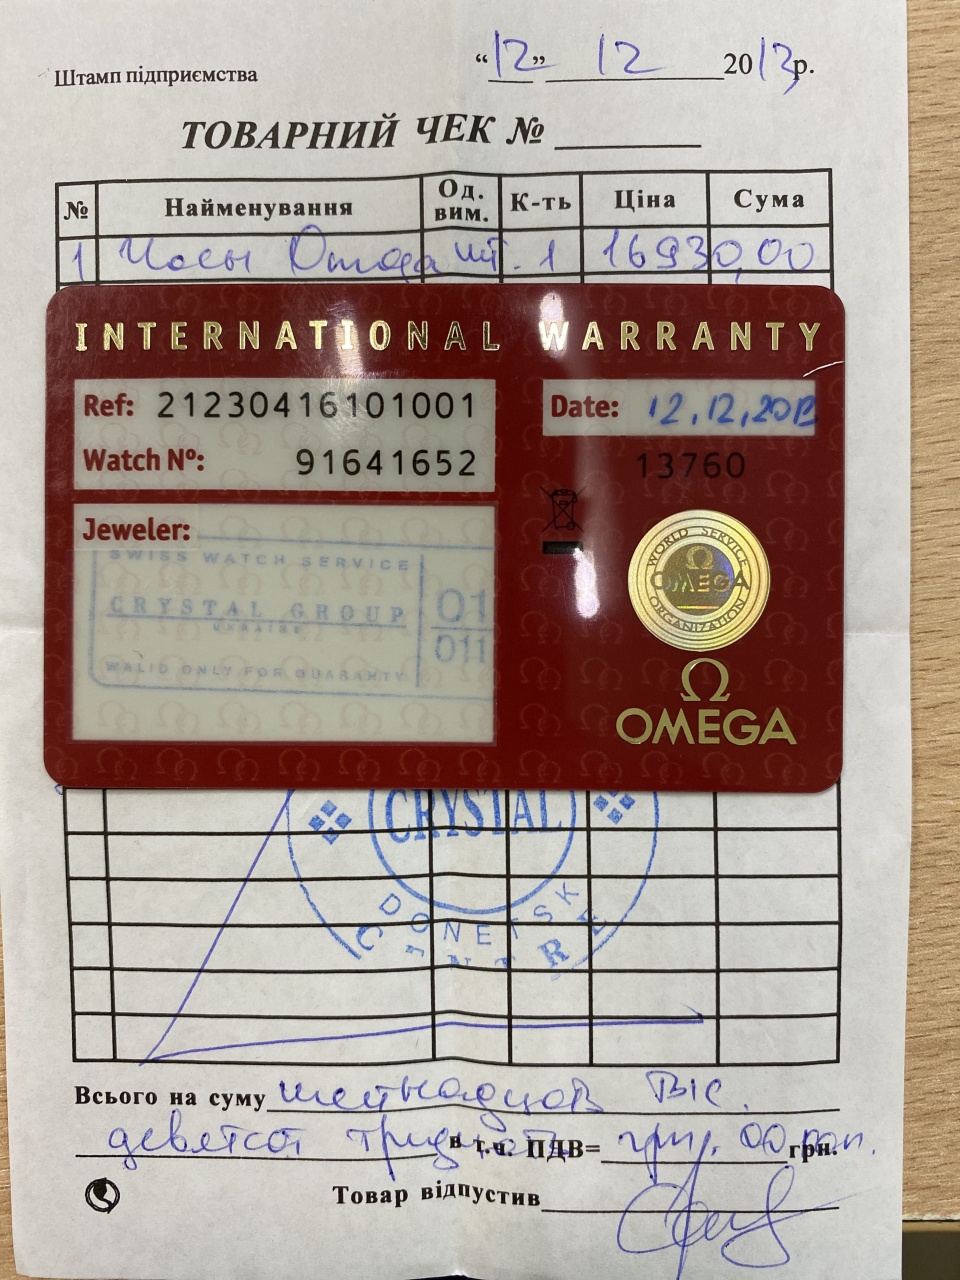 Штамп підприємства
“12” 12 2013р.
ТОВАРНИЙ ЧЕК №
№ Найменування Од. вим. К-ть Ціна Сума
1 Часы Omega шт. 1 16930,00
INTERNATIONAL WARRANTY
Ref: 21230416101001
Date: 12.12.2013
Watch Nº: 91641652
13760
Jeweler:
SWISS WATCH SERVICE
CRYSTAL GROUP
UKRAINE
VALID ONLY FOR GUARANTY
01
011
WORLD SERVICE
OMEGA
ORGANIZATION
Ω
OMEGA
CRYSTAL
DONETSK
CENTRE
Всього на суму шестнадцать тыс.
девятсот тридцать в т.ч. ПДВ= грн. 00 коп. грн.
Товар відпустив